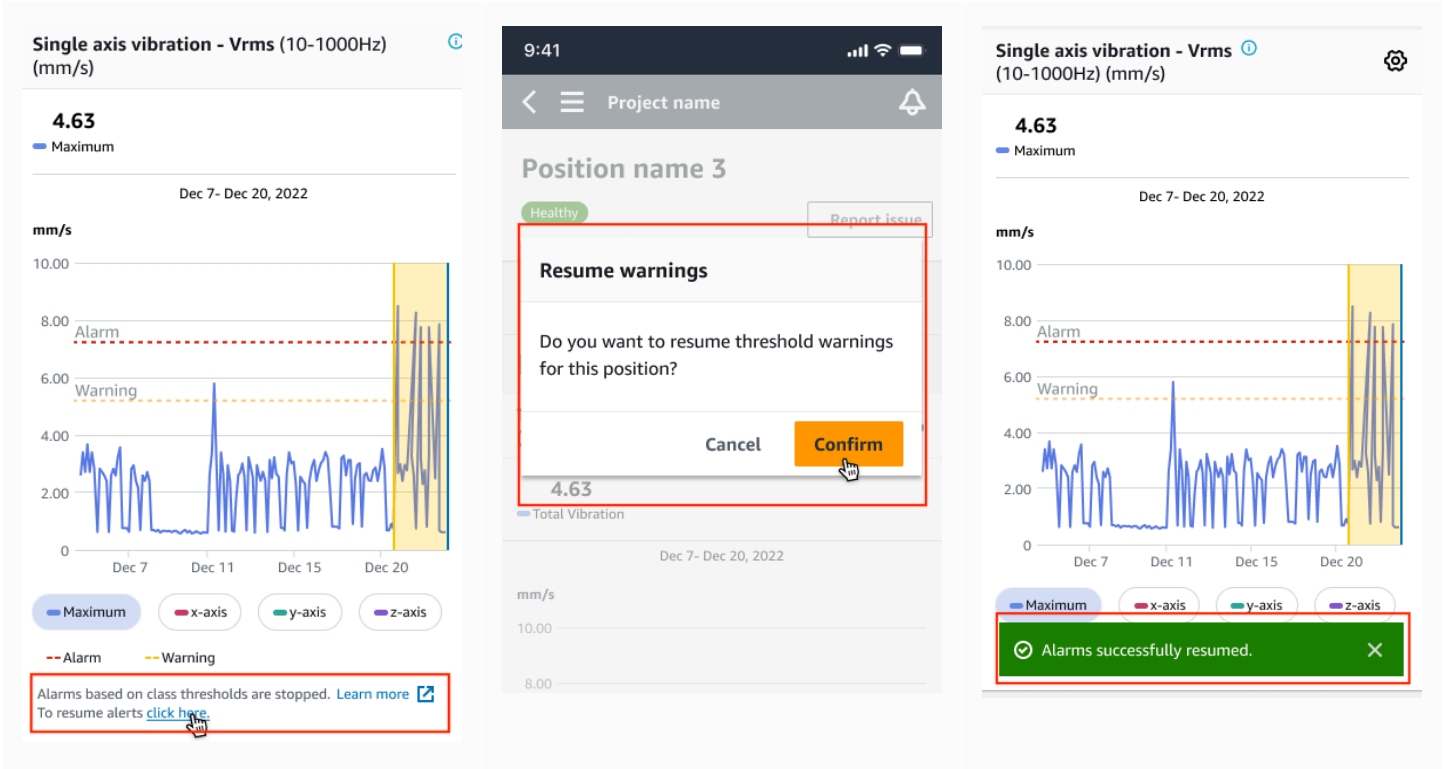 Single axis vibration - Vrms (10-1000Hz)
(mm/s)
4.63
Maximum
Dec 7- Dec 20, 2022
mm/s
10.00
8.00
Alarm
6.00
Warning
4.00
2.00
0
Dec 7 Dec 11 Dec 15 Dec 20
Maximum x-axis y-axis z-axis
Alarm Warning
Alarms based on class thresholds are stopped. Learn more
To resume alerts click here.
9:41
Project name
Position name 3
Healthy
Report issue
Resume warnings
Do you want to resume threshold warnings
for this position?
Cancel Confirm
4.63
Total Vibration
Dec 7- Dec 20, 2022
mm/s
10.00
8.00
Single axis vibration - Vrms
(10-1000Hz) (mm/s)
4.63
Maximum
Dec 7- Dec 20, 2022
mm/s
10.00
8.00
Alarm
6.00
Warning
4.00
2.00
0
Dec 7 Dec 11 Dec 15 Dec 20
Maximum x-axis y-axis z-axis
Alarms successfully resumed.